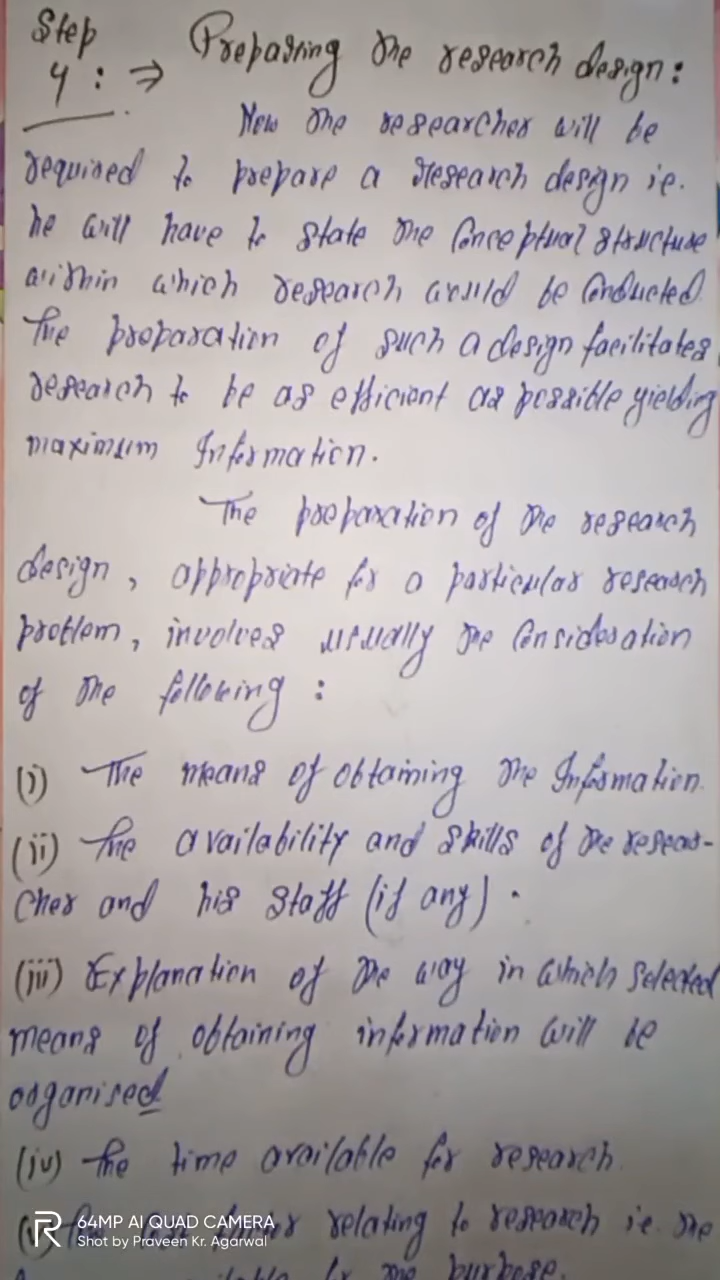 Step
4 : ⇒ Preparing the research design :
Now the researcher will be
required to prepare a research design i.e.
he will have to state the Conceptual structure
within which research would be Conducted.
The preparation of such a design facilitates
research to be as efficient as possible yielding
maximum Information.
The preparation of the research
design, appropriate for a particular research
problem, involves usually the Consideration
of the following :
(i) The means of obtaining the Information.
(ii) The availability and skills of the resear-
cher and his staff (if any).
(iii) Explanation of the way in which selected
means of obtaining information will be
organised
(iv) The time available for research.
relating to research i.e. the
the purpose.
64MP AI QUAD CAMERA
Shot by Praveen Kr. Agarwal